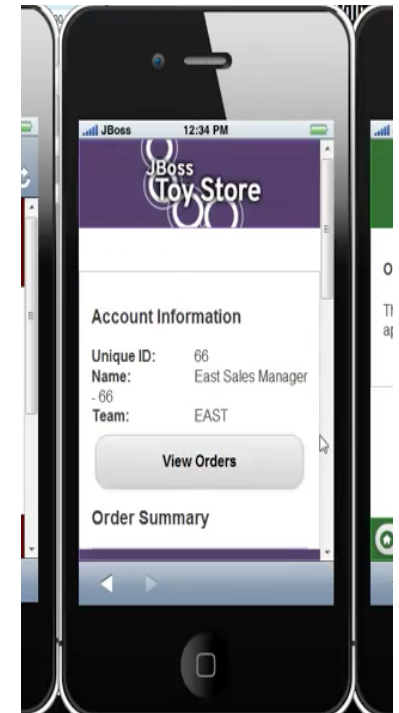 JBoss 12:34 PM
JBoss
Toy Store
Account Information
Unique ID: 66
Name: East Sales Manager
- 66
Team: EAST
View Orders
Order Summary